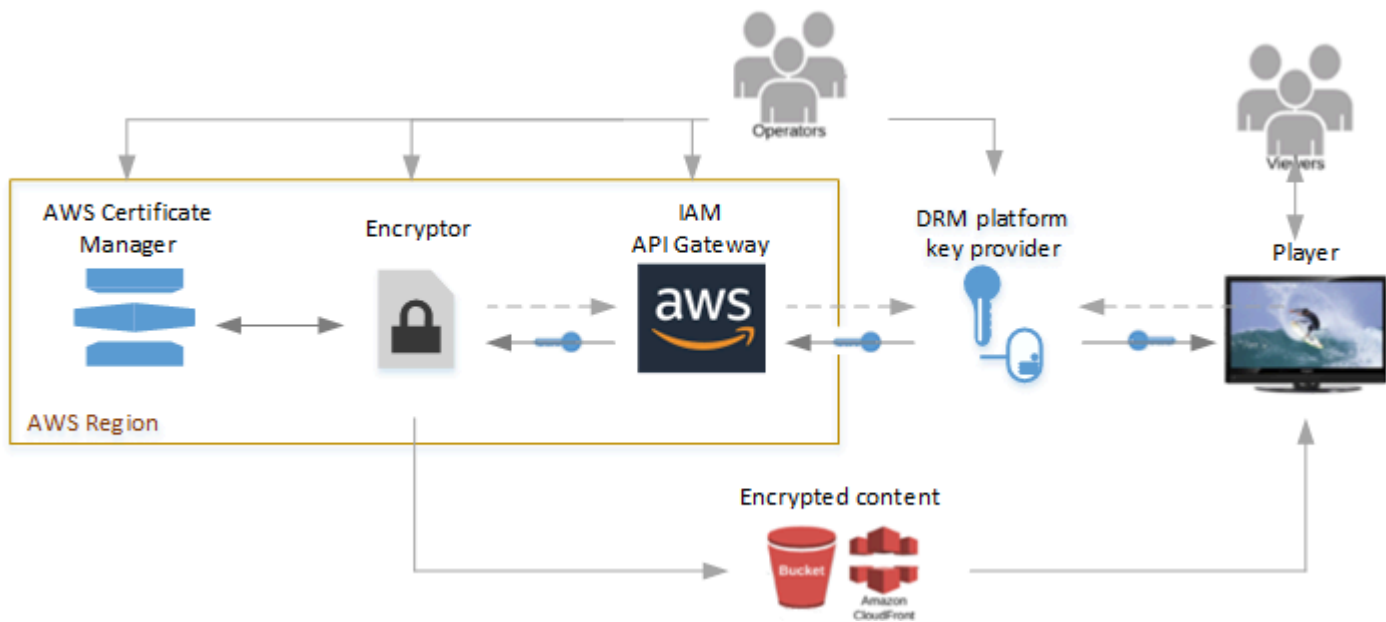 Operators
Viewers
AWS Certificate
Manager
Encryptor
IAM
API Gateway
DRM platform
key provider
Player
aws
AWS Region
Encrypted content
Bucket
Amazon
CloudFront